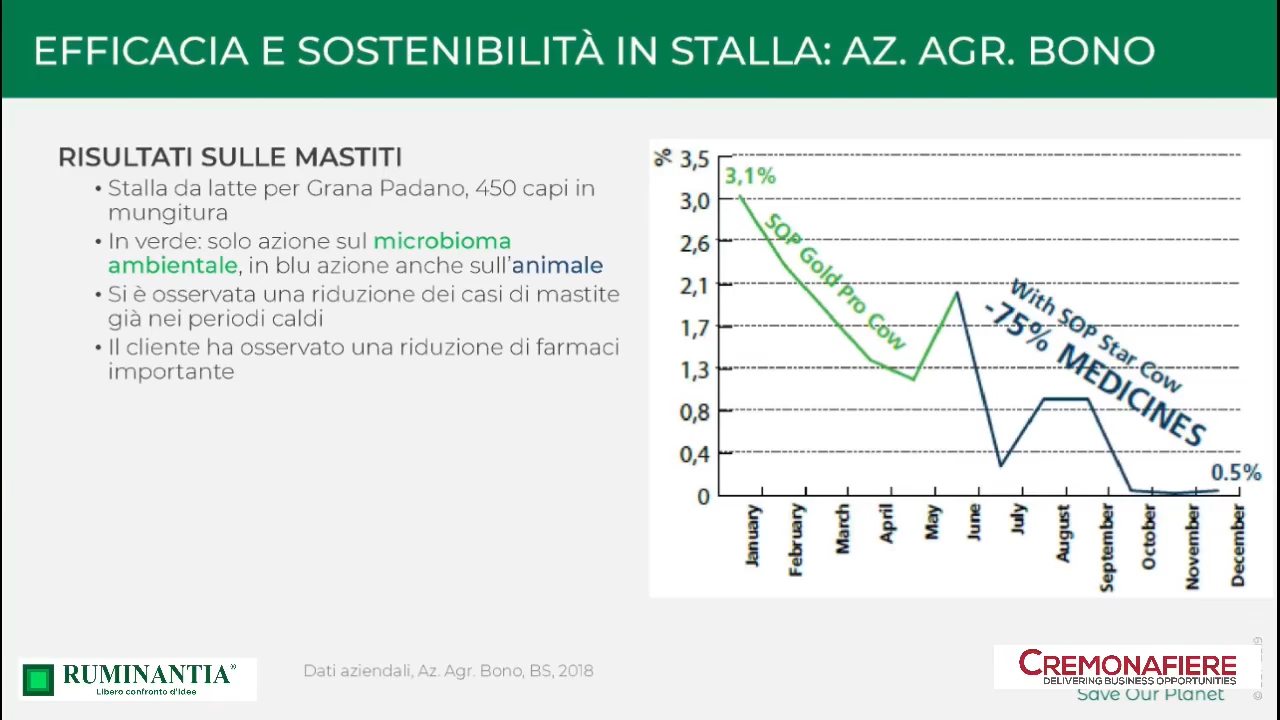 EFFICACIA E SOSTENIBILITÀ IN STALLA: AZ. AGR. BONO
RISULTATI SULLE MASTITI
• Stalla da latte per Grana Padano, 450 capi in
mungitura
• In verde: solo azione sul microbioma
ambientale, in blu azione anche sull'animale
• Si è osservata una riduzione dei casi di mastite
già nei periodi caldi
• Il cliente ha osservato una riduzione di farmaci
importante
%
3,5
3,0
2,6
2,1
1,7
1,3
0,8
0,4
0
3,1%
SOP Gold Pro Cow
With SOP Star Cow
-75% MEDICINES
0.5%
January
February
March
April
May
June
July
August
September
October
November
December
RUMINANTIA®
Libero confronto d'Idee
Dati aziendali, Az. Agr. Bono, BS, 2018
CREMONAFIERE
DELIVERING BUSINESS OPPORTUNITIES
Save Our Planet